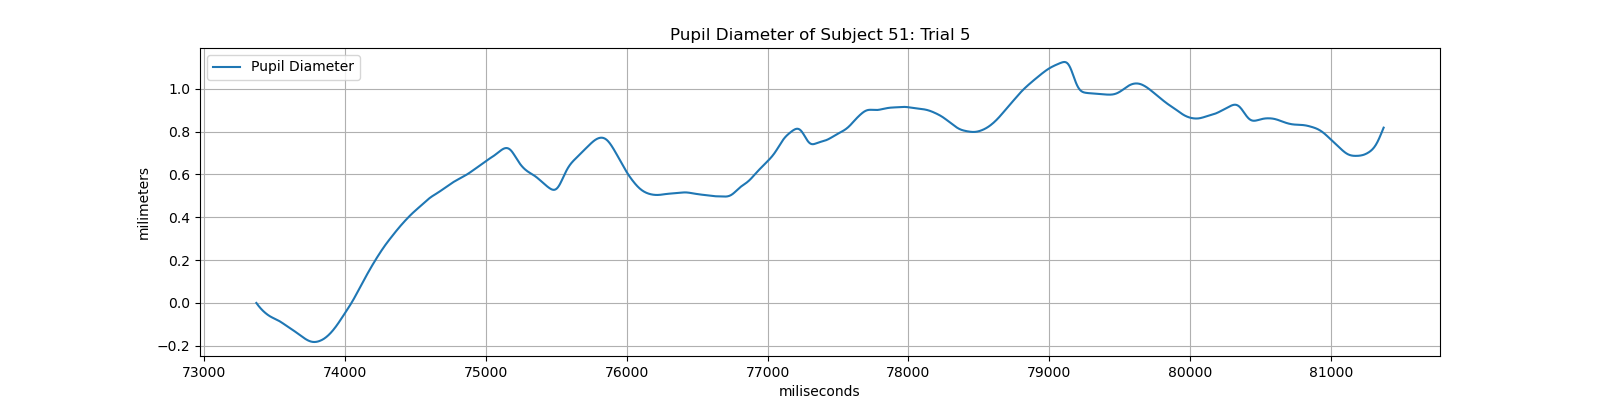 Pupil Diameter of Subject 51: Trial 5
Pupil Diameter
1.0
0.8
0.6
0.4
0.2
0.0
−0.2
milimeters
73000 74000 75000 76000 77000 78000 79000 80000 81000
miliseconds